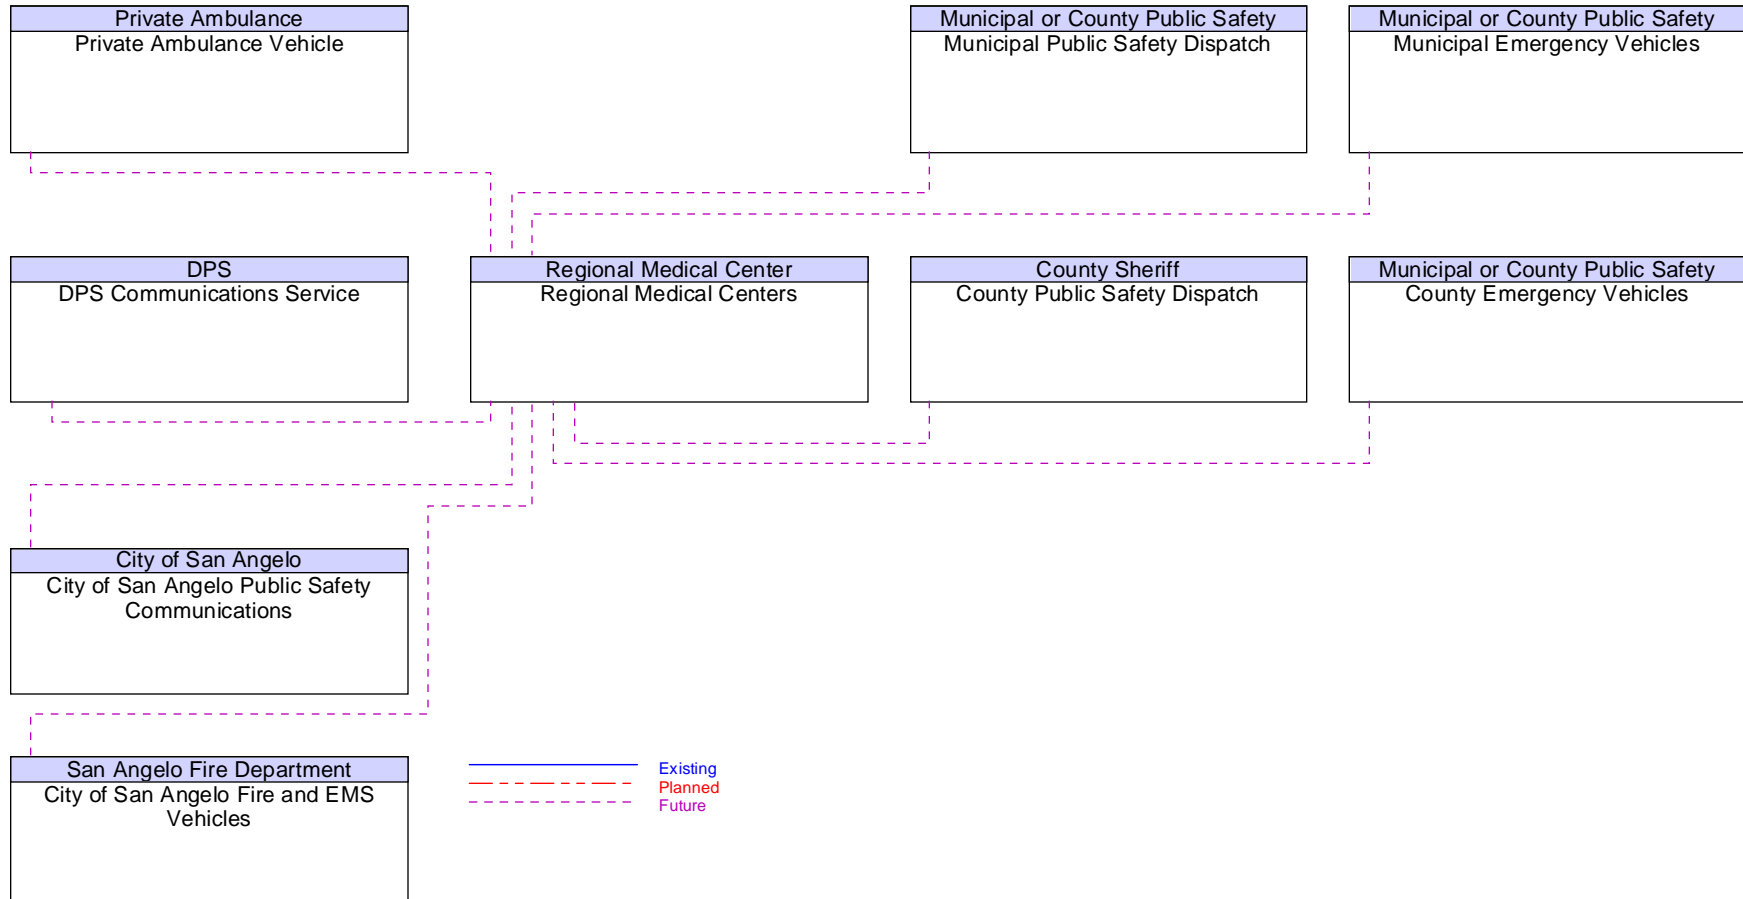 Private Ambulance
Private Ambulance Vehicle
Municipal or County Public Safety
Municipal Public Safety Dispatch
Municipal or County Public Safety
Municipal Emergency Vehicles
DPS
DPS Communications Service
Regional Medical Center
Regional Medical Centers
County Sheriff
County Public Safety Dispatch
Municipal or County Public Safety
County Emergency Vehicles
City of San Angelo
City of San Angelo Public Safety
Communications
San Angelo Fire Department
City of San Angelo Fire and EMS
Vehicles
Existing
Planned
Future